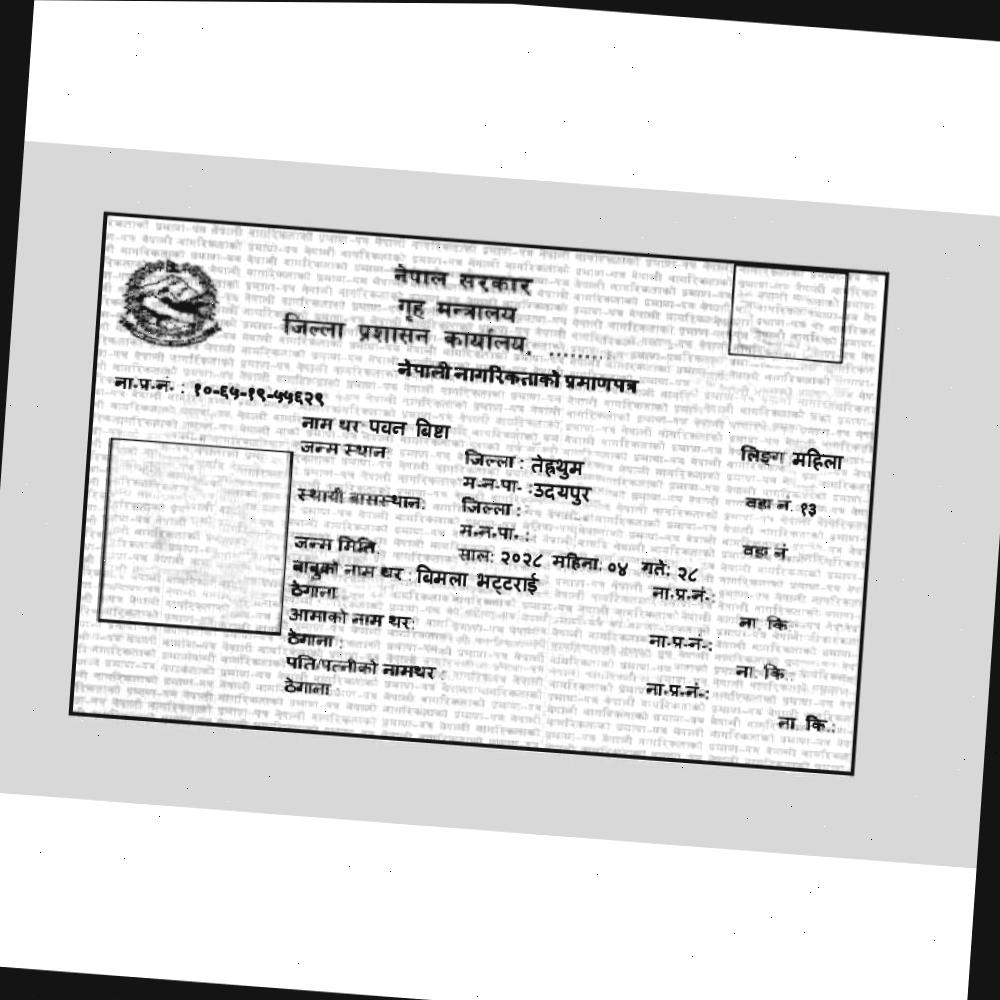 नेपाल सरकार
गृह मन्त्रालय
जिल्ला प्रशासन कार्यालय, ........
नेपाली नागरिकताको प्रमाणपत्र
ना.प्र.नं. : १०-६५-१९-५५६२९
नाम थर पवन बिष्टा
लिङ्ग महिला
जन्म स्थान जिल्ला : तेह्रथुम
म.न.पा. :उदयपुर वडा नं. १३
स्थायी बासस्थान: जिल्ला :
म.न.पा. : वडा नं.
जन्म मिति साल: २०२८ महिना: ०४ गते: २८
बाबुको नाम थर : बिमला भट्टराई ना.प्र.नं.:
ठेगाना ना कि
आमाको नाम थर: ना.प्र.नं.:
ठेगाना : ना. कि.:
पति/पत्नीको नामथर : ना.प्र.नं.:
ठेगाना : ना कि.: